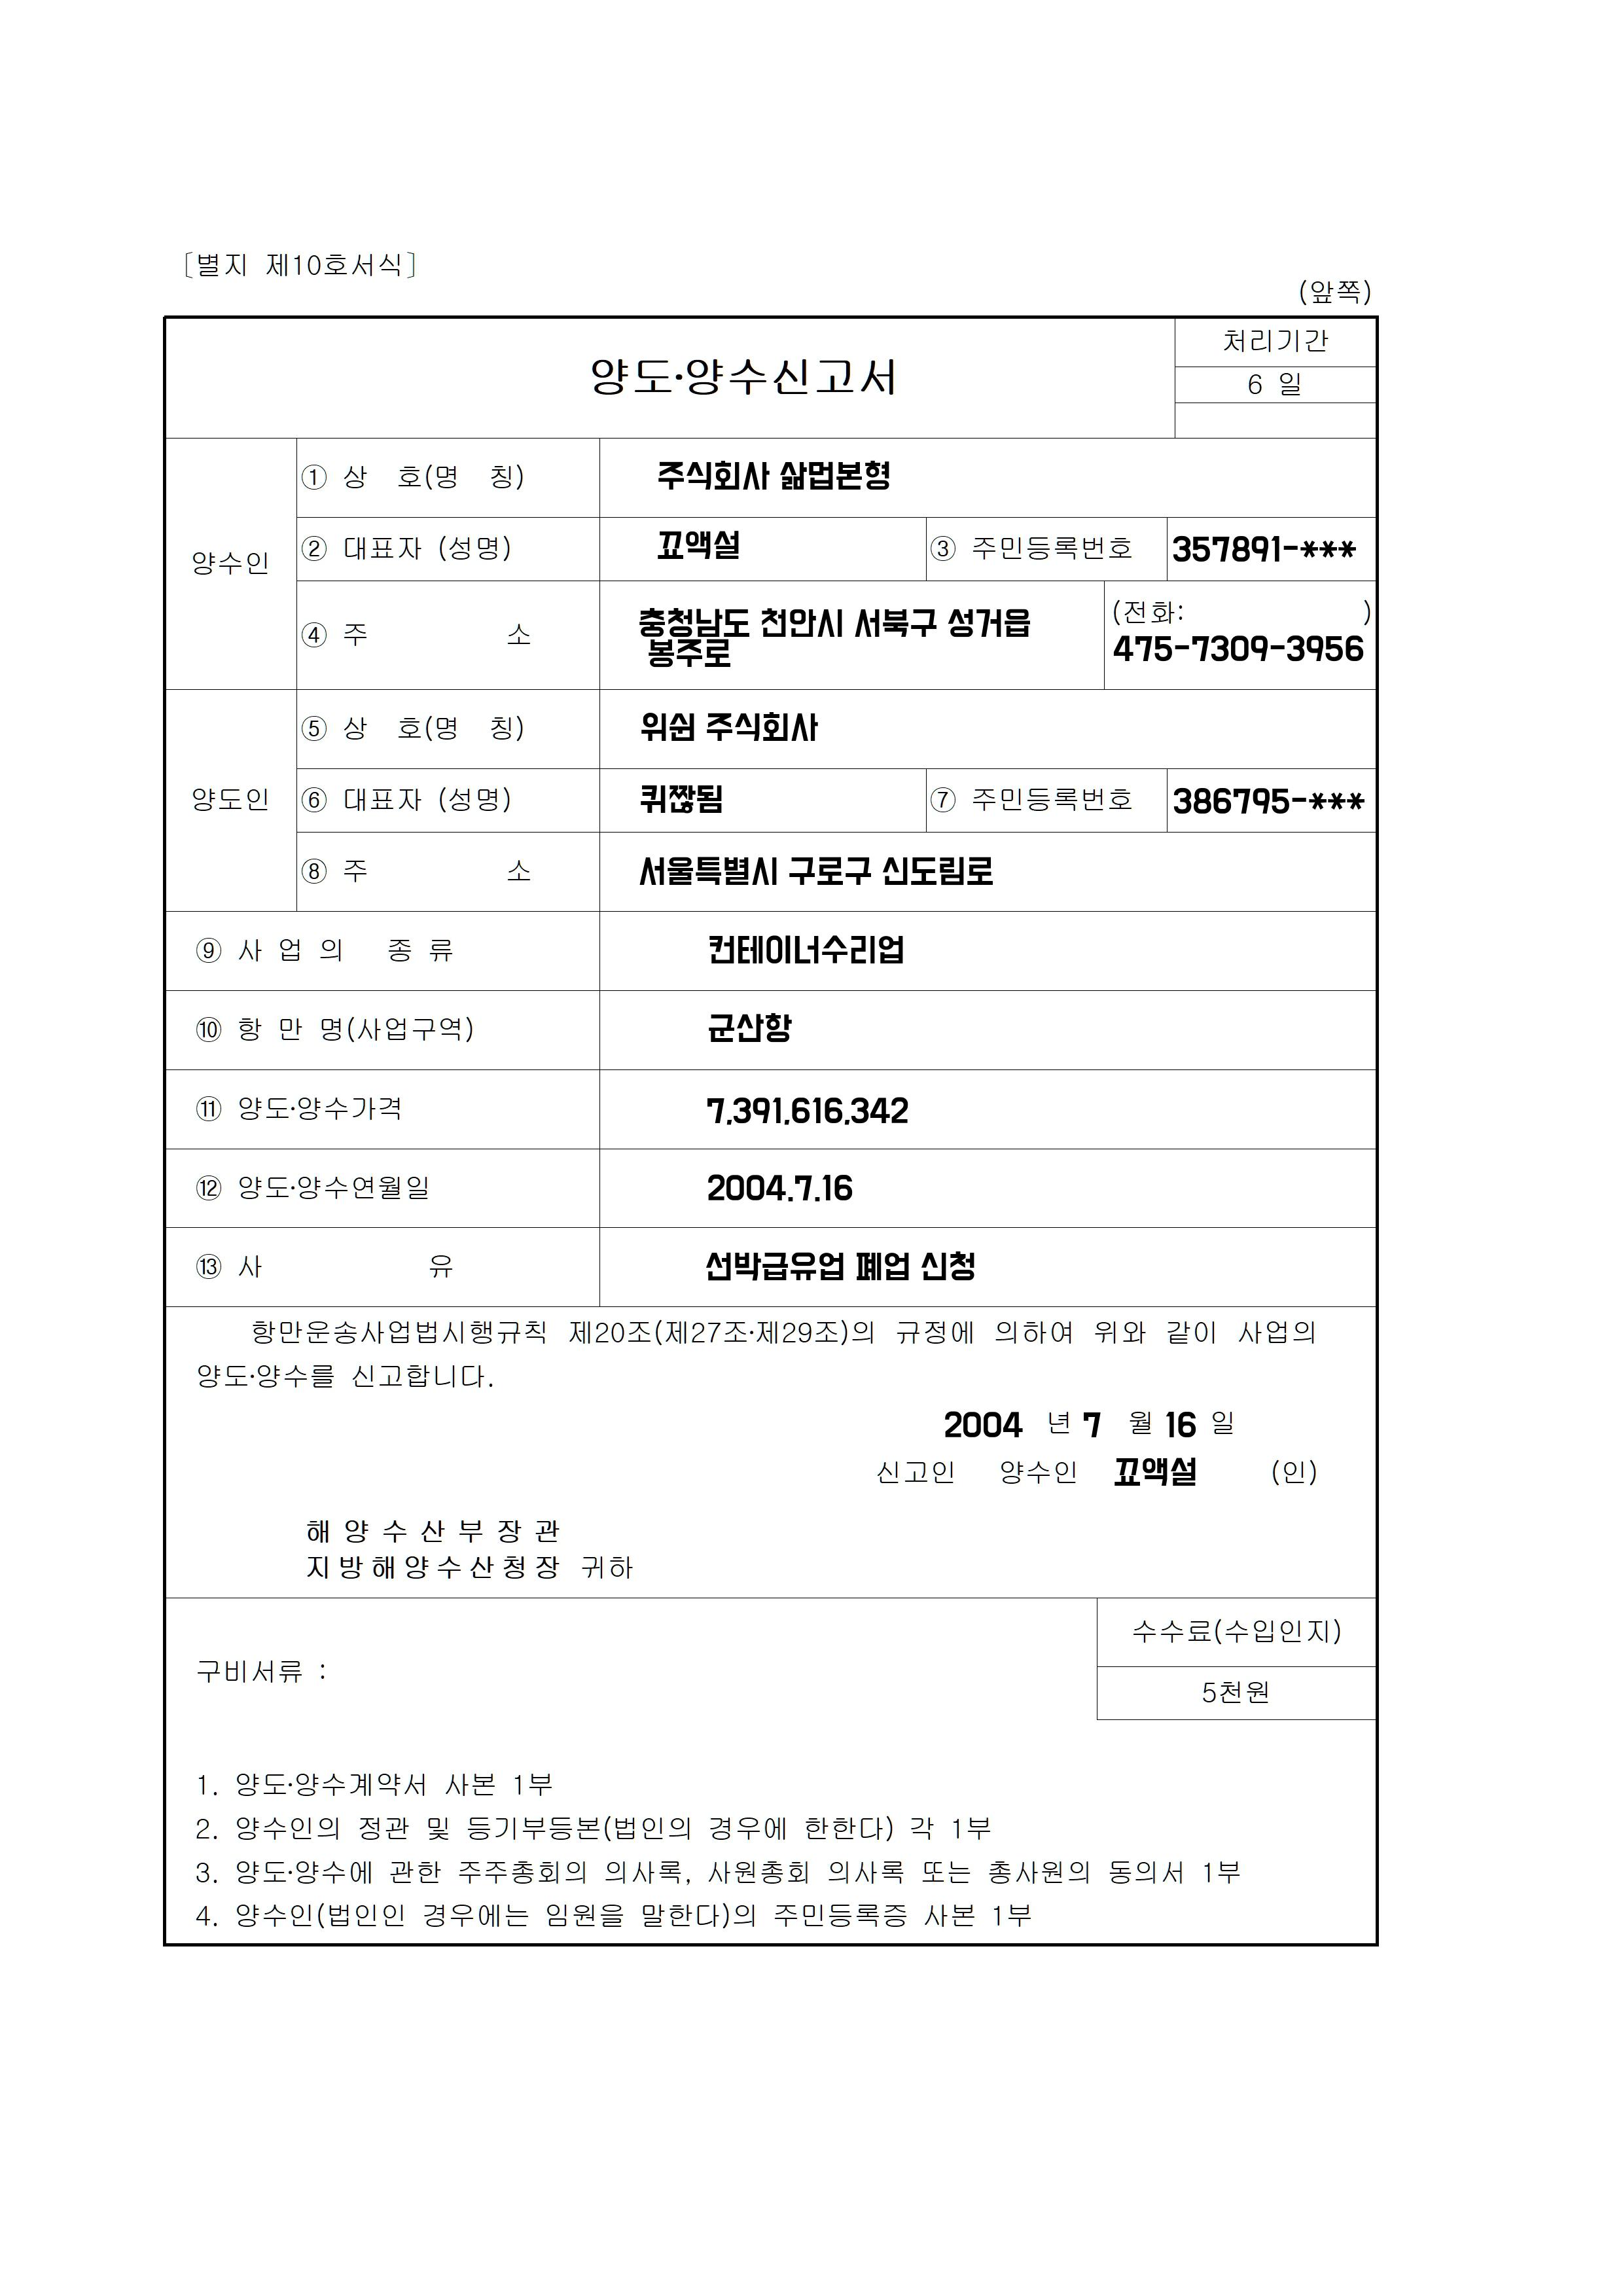 [별지 제10호서식]
(앞쪽)
양도·양수신고서
처리기간
6 일
양수인
① 상 호(명 칭)
주식회사 삶멉본형
② 대표자 (성명)
꾜액설
③ 주민등록번호
357891-***
④ 주 소
충청남도 천안시 서북구 성거읍
봉주로
(전화: )
475-7309-3956
양도인
⑤ 상 호(명 칭)
위쉼 주식회사
⑥ 대표자 (성명)
퀴짢됨
⑦ 주민등록번호
386795-***
⑧ 주 소
서울특별시 구로구 신도림로
⑨ 사 업 의 종 류
컨테이너수리업
⑩ 항 만 명(사업구역)
군산항
⑪ 양도·양수가격
7,391,616,342
⑫ 양도·양수연월일
2004.7.16
⑬ 사 유
선박급유업 폐업 신청
항만운송사업법시행규칙 제20조(제27조·제29조)의 규정에 의하여 위와 같이 사업의
양도·양수를 신고합니다.
2004 년 7 월 16 일
신고인 양수인 꾜액설 (인)
해 양 수 산 부 장 관
지 방 해 양 수 산 청 장 귀하
수수료(수입인지)
구비서류 :
5천원
1. 양도·양수계약서 사본 1부
2. 양수인의 정관 및 등기부등본(법인의 경우에 한한다) 각 1부
3. 양도·양수에 관한 주주총회의 의사록, 사원총회 의사록 또는 총사원의 동의서 1부
4. 양수인(법인인 경우에는 임원을 말한다)의 주민등록증 사본 1부